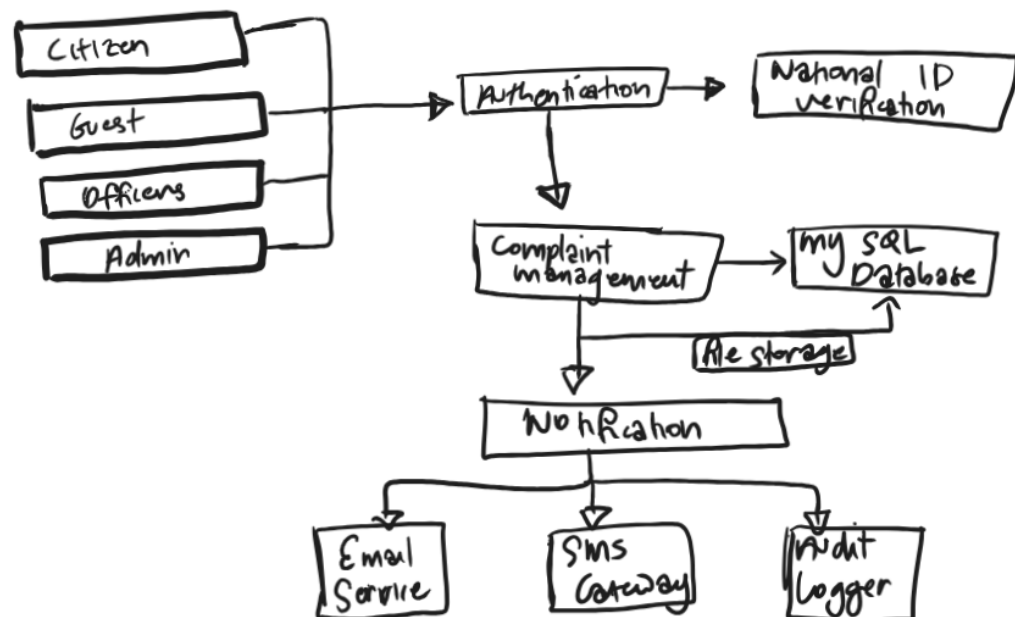 Citizen
Guest
Officers
Admin
Authentication
National ID
verification
Complaint
management
my SQL
Database
File storage
Notification
Email
Service
Sms
Gateway
Audit
Logger